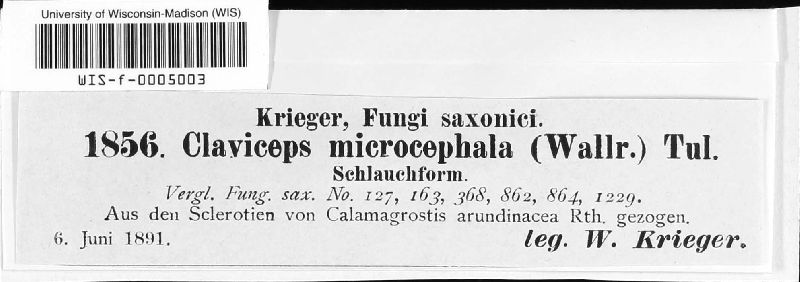 University of Wisconsin-Madison (WIS)
WIS-f-0005003
Krieger, Fungi saxonici.
1856. Claviceps microcephala (Wallr.) Tul.
Schlauchform.
Vergl. Fung. sax. No. 127, 163, 368, 862, 864, 1229.
Aus den Sclerotien von Calamagrostis arundinacea Rth. gezogen.
6. Juni 1891.
leg. W. Krieger.